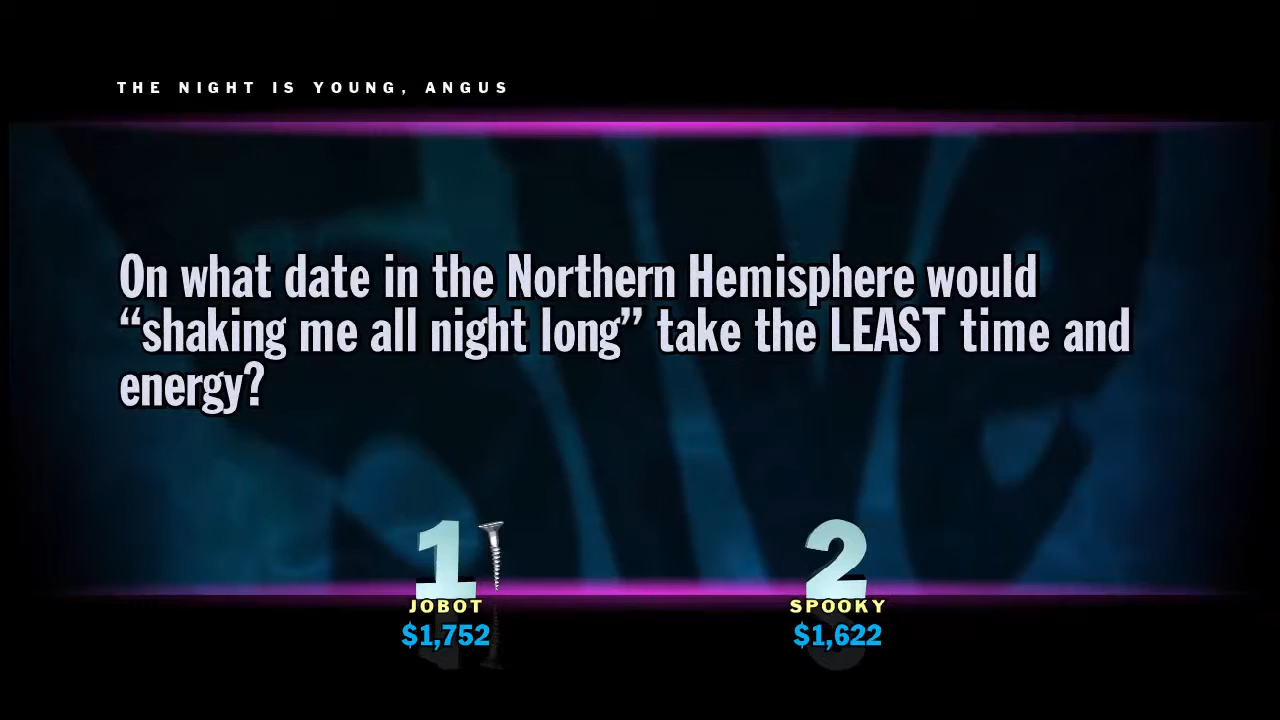 THE NIGHT IS YOUNG, ANGUS
On what date in the Northern Hemisphere would
“shaking me all night long” take the LEAST time and
energy?
1 2
JOBOT SPOOKY
$1,752 $1,622